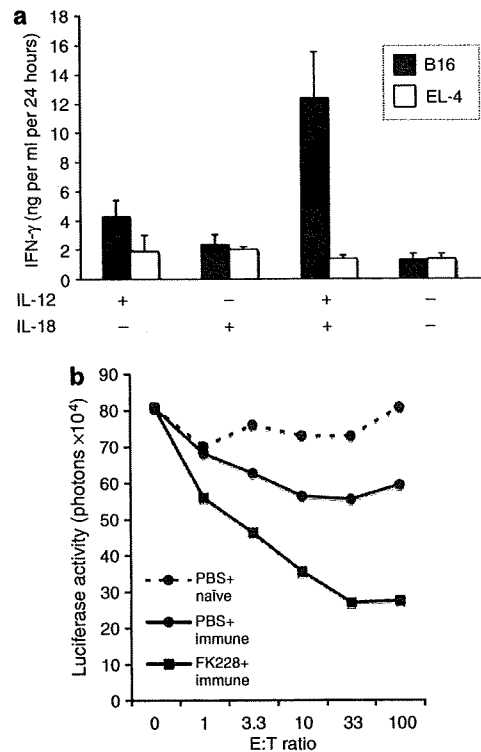 a
IFN-γ (ng per ml per 24 hours)
18
16
14
12
10
8
6
4
2
0
B16
EL-4
IL-12 + − + −
IL-18 − + + −
b
Luciferase activity (photons ×10⁴)
90
80
70
60
50
40
30
20
10
0
PBS+
naïve
PBS+
immune
FK228+
immune
0 1 3.3 10 33 100
E:T ratio